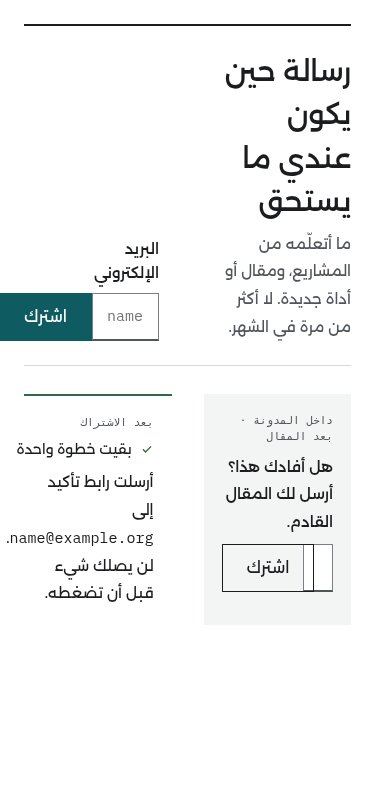 رسالة حين
يكون
عندي ما
يستحق
ما أتعلّمه من
المشاريع، ومقال أو
أداة جديدة. لا أكثر
من مرة في الشهر.
البريد
الإلكتروني
name
اشترك
داخل المدونة ·
بعد المقال
هل أفادك هذا؟
أرسل لك المقال
القادم.
اشترك
بعد الاشتراك
✓ بقيت خطوة واحدة
أرسلت رابط تأكيد
إلى
name@example.org.
لن يصلك شيء
قبل أن تضغطه.